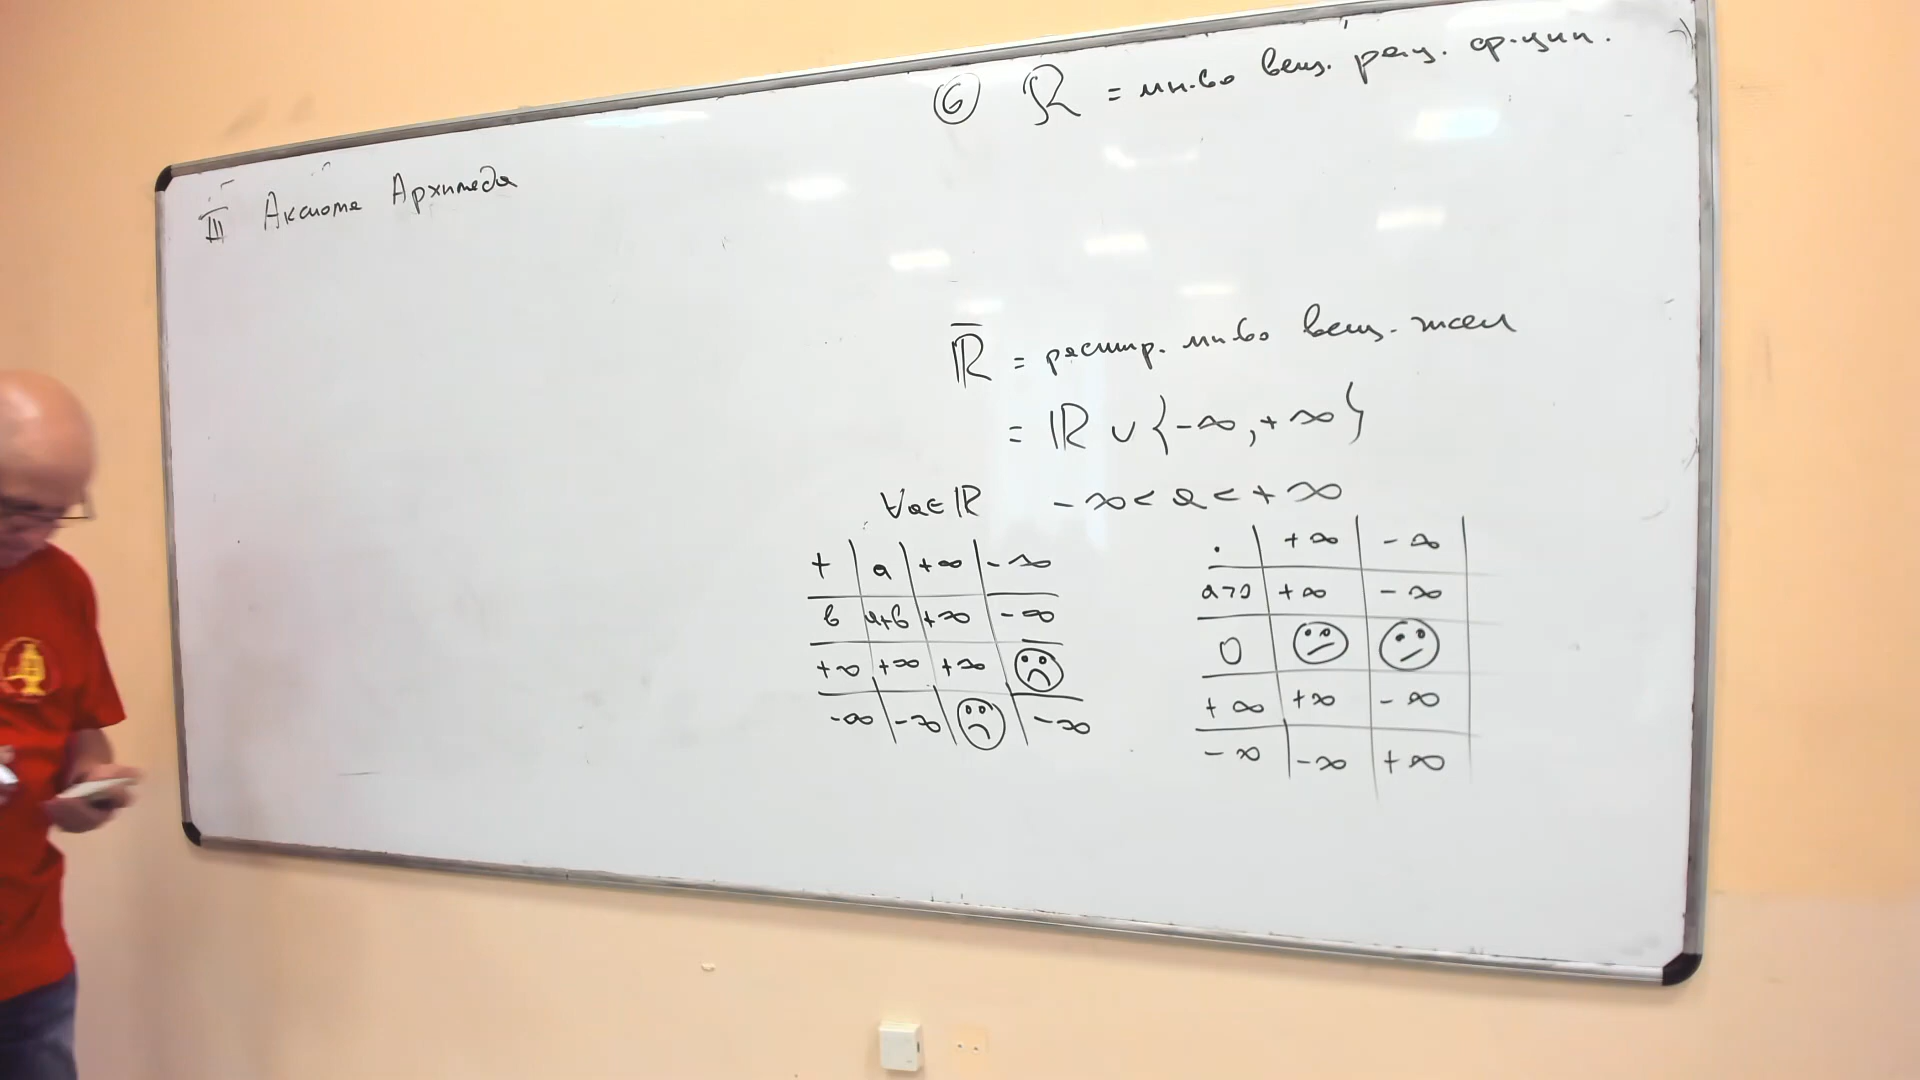 ⑥ R = мн-во вещ. рац. ф-ций.
III Аксиома Архимеда
R̅ = расшир. мн-во вещ. чисел
= ℝ ∪ {-∞, +∞}
∀a∈ℝ -∞ < a < +∞
+ | a | +∞ | -∞
b | a+b | +∞ | -∞
+∞ | +∞ | +∞ | ☹
-∞ | -∞ | ☹ | -∞
· | +∞ | -∞
a>0 | +∞ | -∞
0 | 🫤 | 🫤
+∞ | +∞ | -∞
-∞ | -∞ | +∞